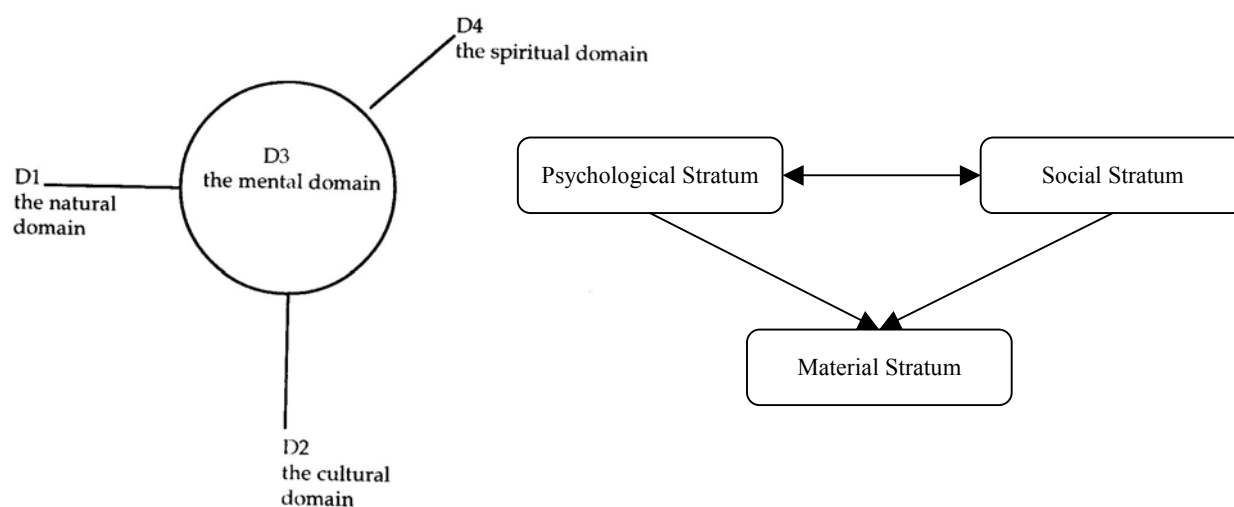 D4
the spiritual domain
D3
the mental domain
D1
the natural
domain
D2
the cultural
domain
Psychological Stratum
Social Stratum
Material Stratum